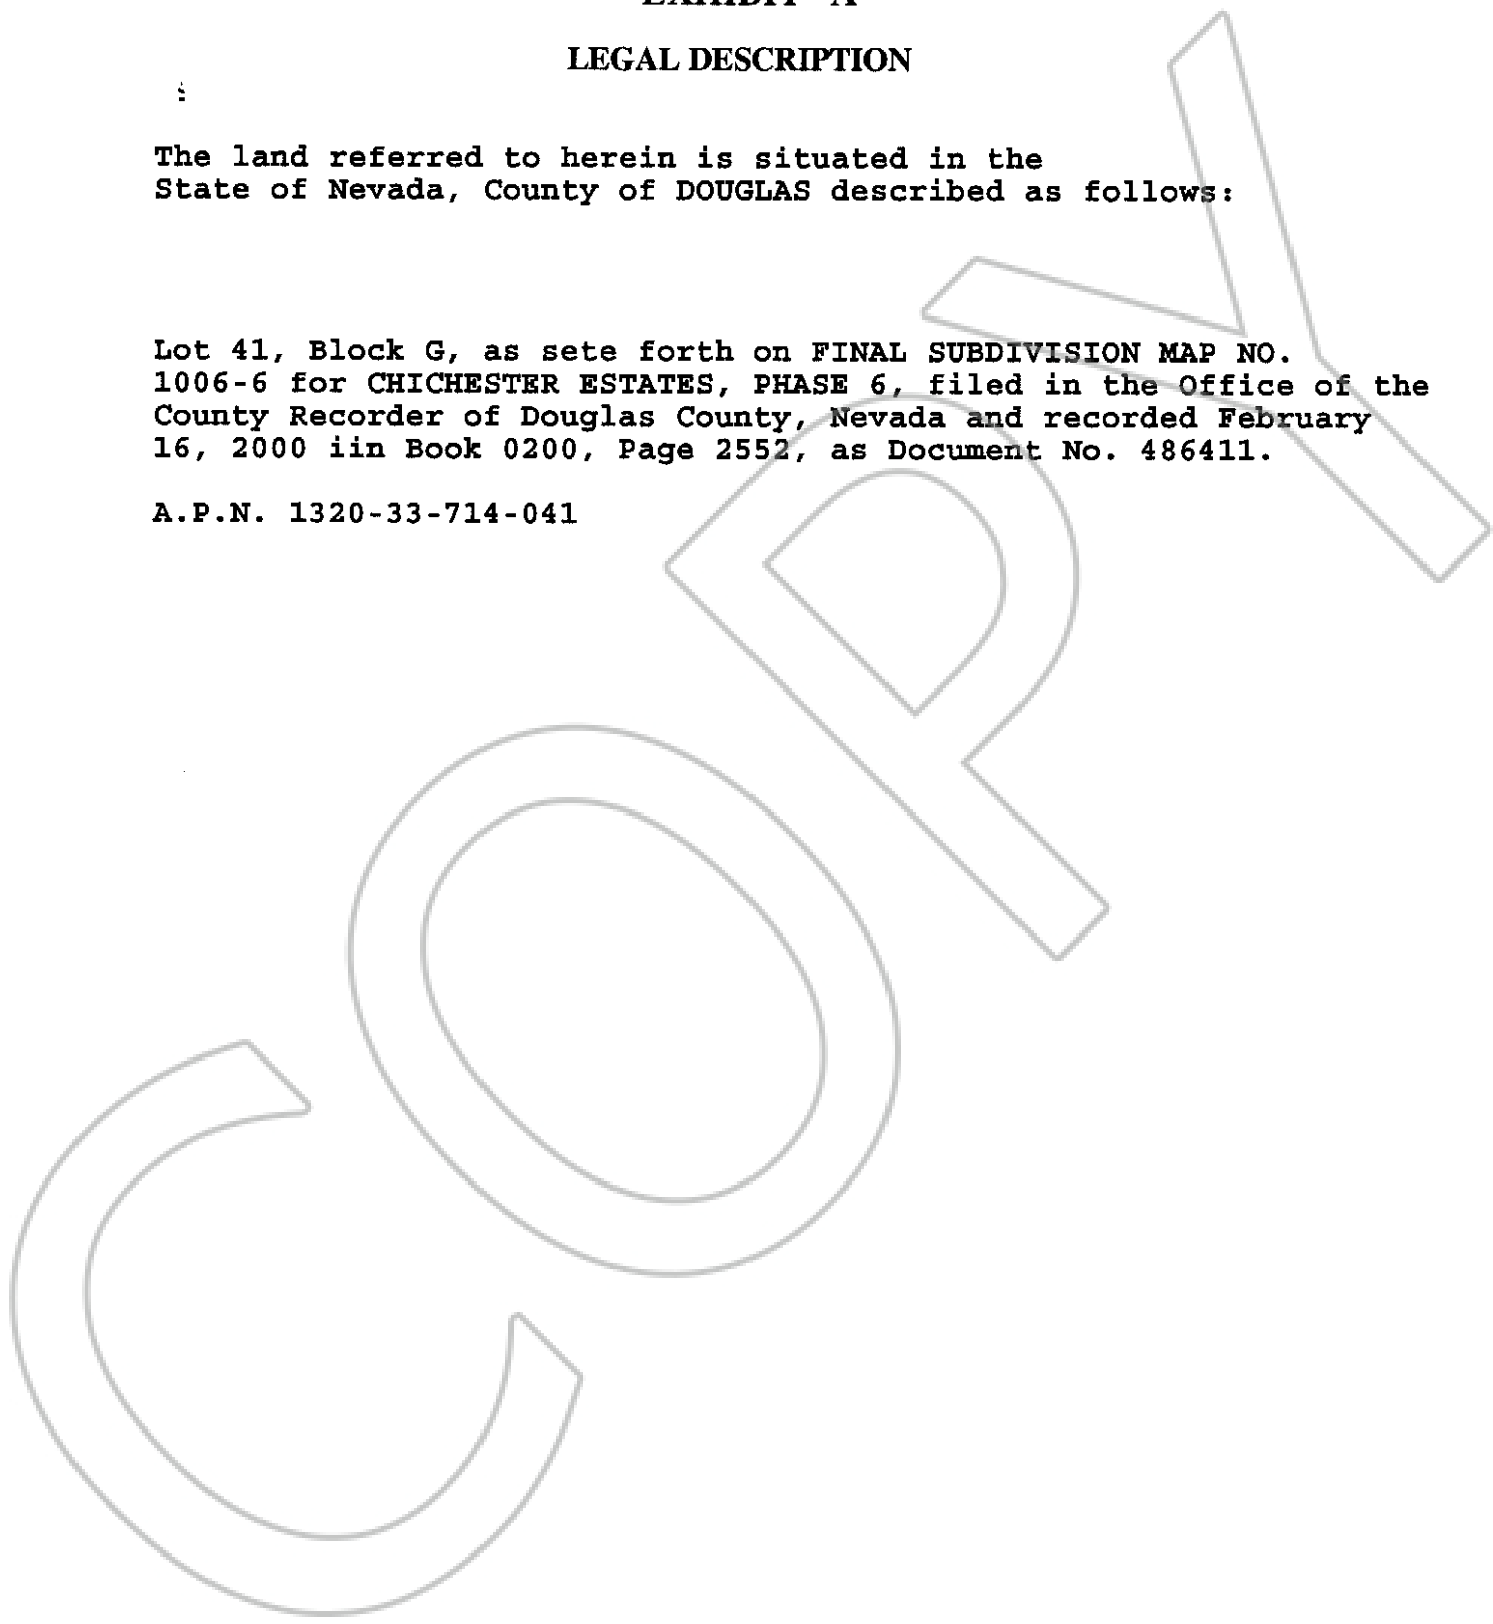 EXHIBIT "A"
LEGAL DESCRIPTION
The land referred to herein is situated in the
State of Nevada, County of DOUGLAS described as follows:
Lot 41, Block G, as sete forth on FINAL SUBDIVISION MAP NO.
1006-6 for CHICHESTER ESTATES, PHASE 6, filed in the Office of the
County Recorder of Douglas County, Nevada and recorded February
16, 2000 iin Book 0200, Page 2552, as Document No. 486411.
A.P.N. 1320-33-714-041
COPY